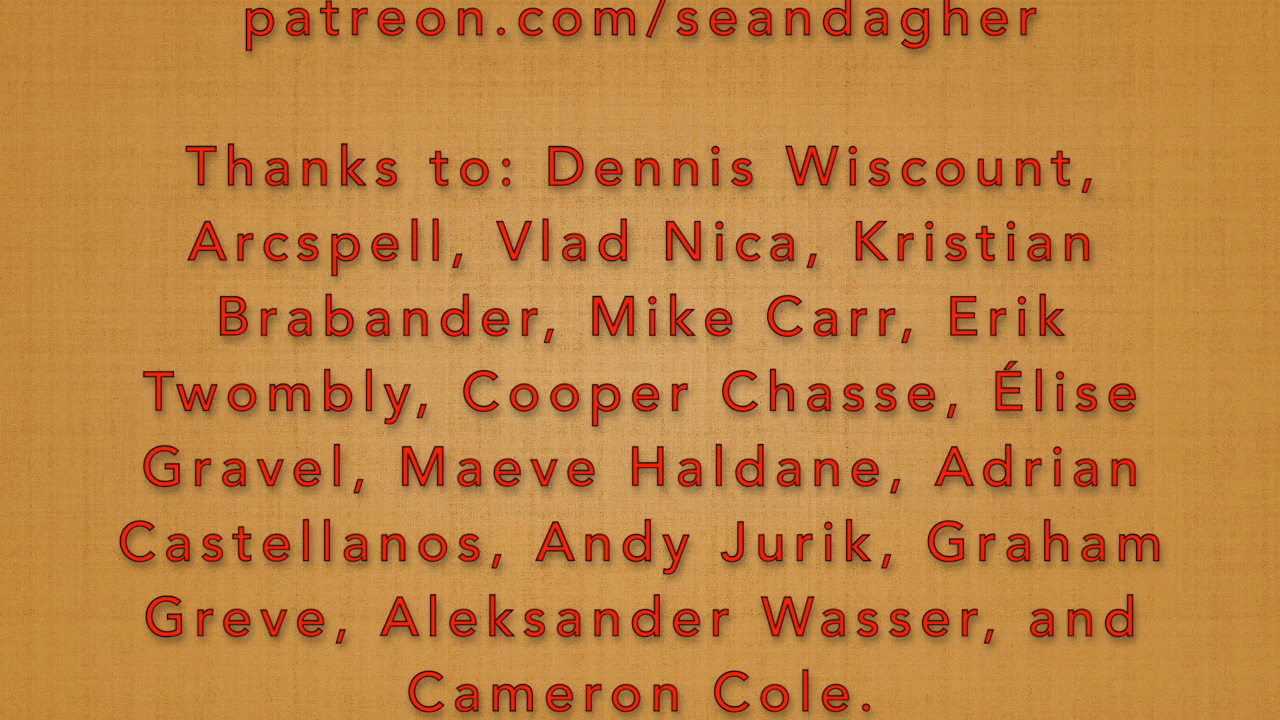 patreon.com/seandagher
Thanks to: Dennis Wiscount,
Arcspell, Vlad Nica, Kristian
Brabander, Mike Carr, Erik
Twombly, Cooper Chasse, Élise
Gravel, Maeve Haldane, Adrian
Castellanos, Andy Jurik, Graham
Greve, Aleksander Wasser, and
Cameron Cole.